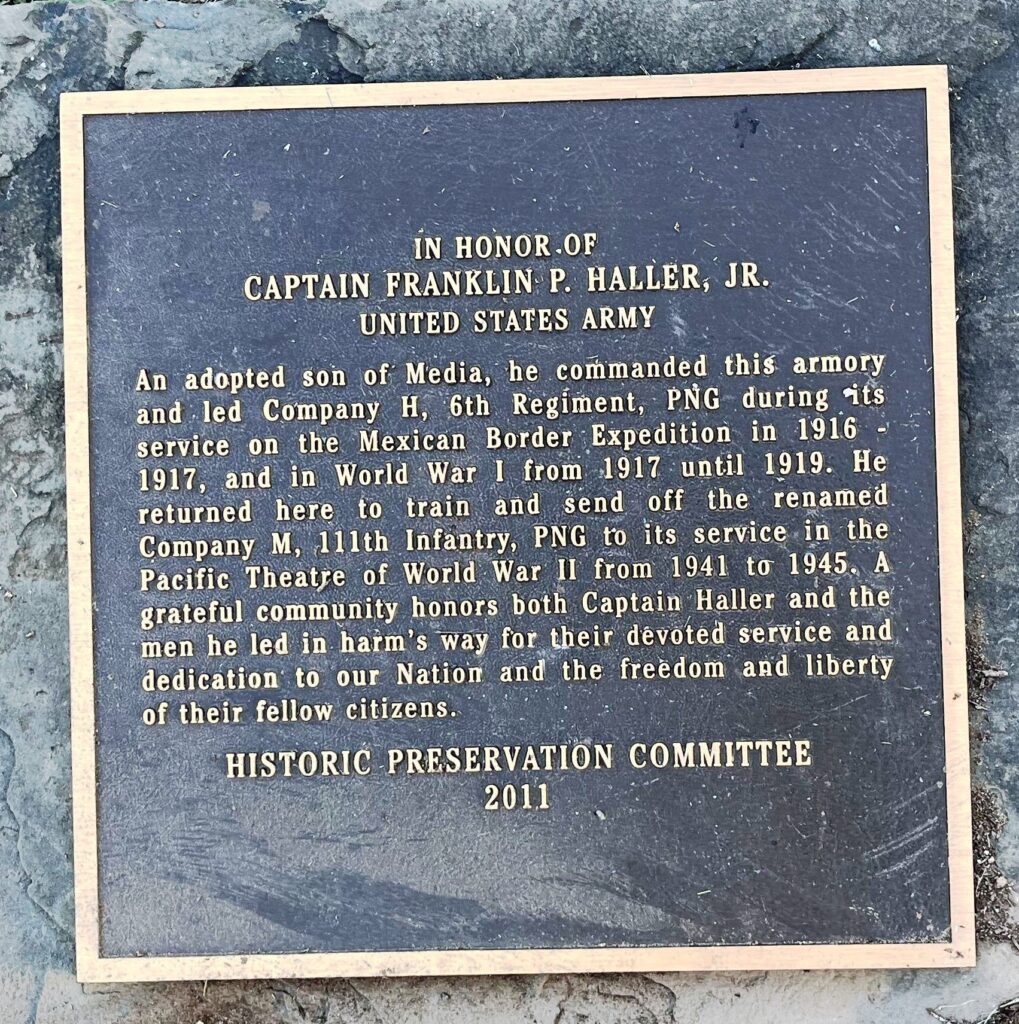 IN HONOR OF
CAPTAIN FRANKLIN P. HALLER, JR.
UNITED STATES ARMY
An adopted son of Media, he commanded this armory
and led Company H, 6th Regiment, PNG during its
service on the Mexican Border Expedition in 1916 -
1917, and in World War I from 1917 until 1919. He
returned here to train and send off the renamed
Company M, 111th Infantry, PNG to its service in the
Pacific Theatre of World War II from 1941 to 1945. A
grateful community honors both Captain Haller and the
men he led in harm's way for their devoted service and
dedication to our Nation and the freedom and liberty
of their fellow citizens.
HISTORIC PRESERVATION COMMITTEE
2011